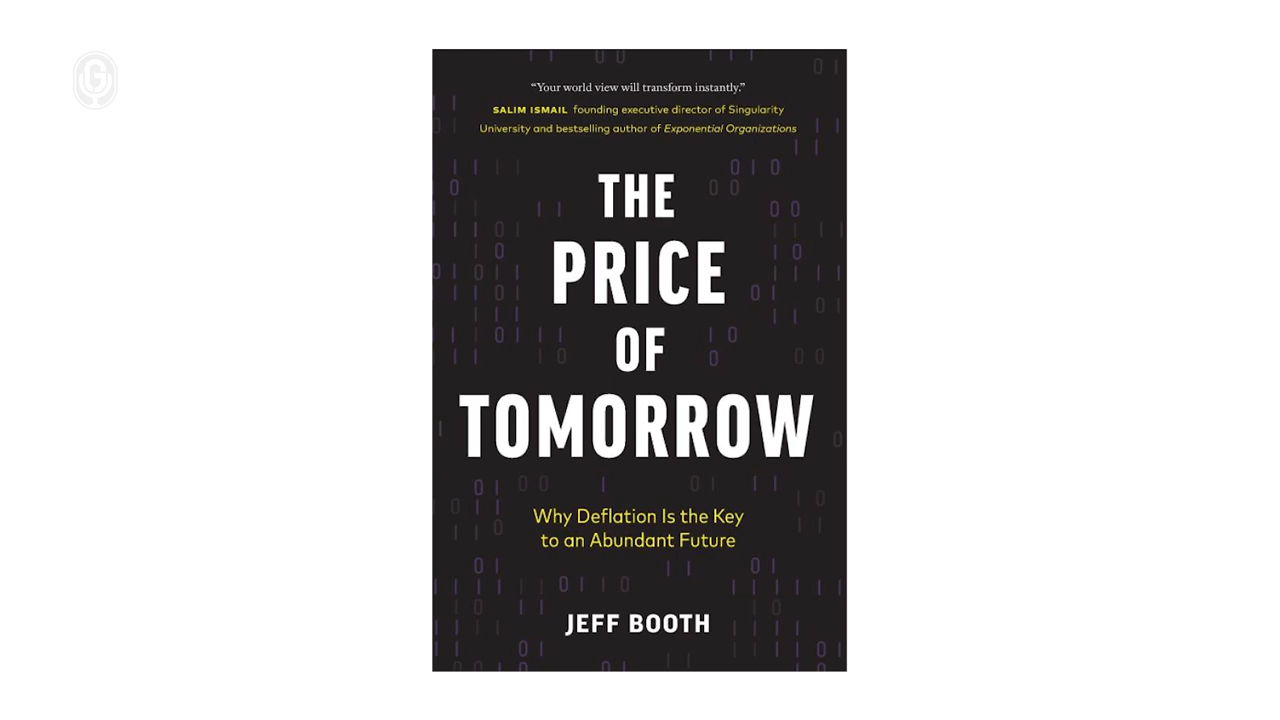 “Your world view will transform instantly.”
SALIM ISMAIL founding executive director of Singularity
University and bestselling author of Exponential Organizations
THE
PRICE
OF
TOMORROW
Why Deflation Is the Key
to an Abundant Future
JEFF BOOTH